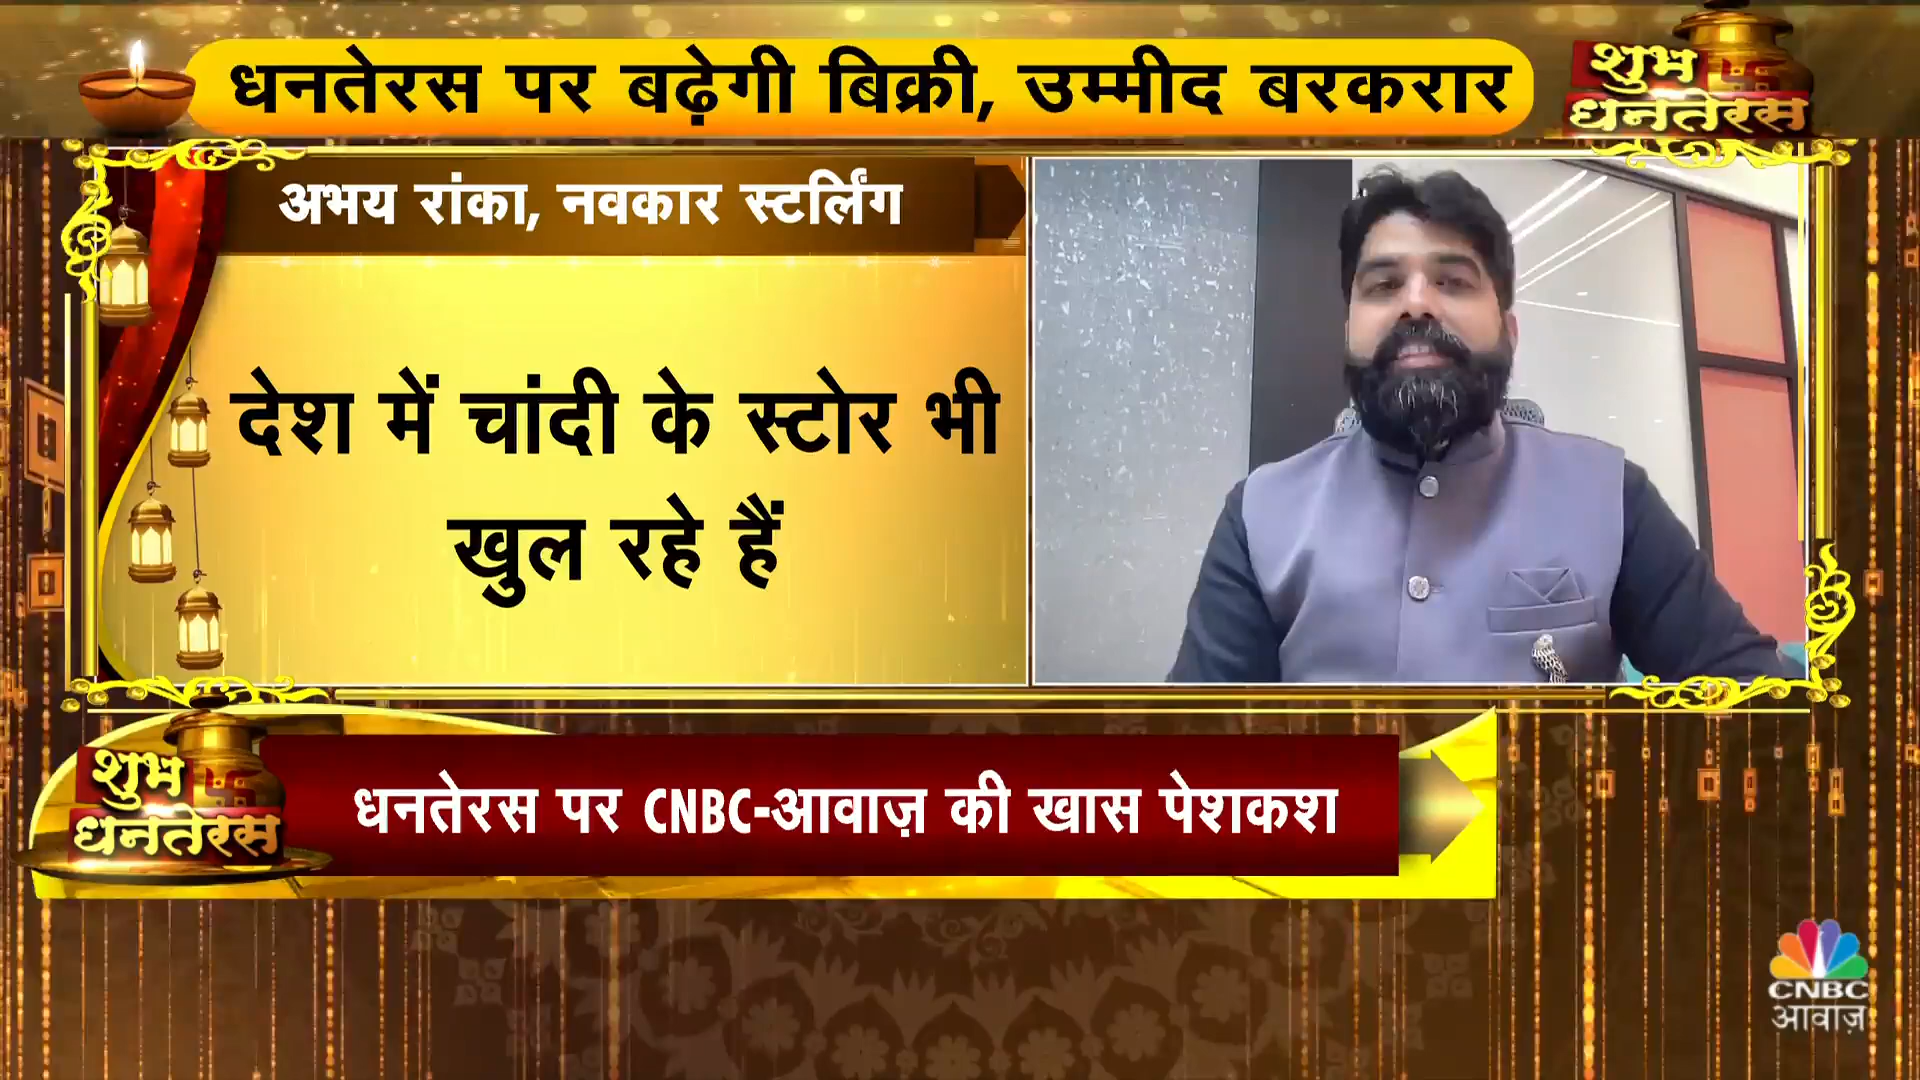 धनतेरस पर बढ़ेगी बिक्री, उम्मीद बरकरार
शुभ
धनतेरस
अभय रांका, नवकार स्टर्लिंग
देश में चांदी के स्टोर भी
खुल रहे हैं
शुभ
धनतेरस
धनतेरस पर CNBC-आवाज़ की खास पेशकश
CNBC
आवाज़